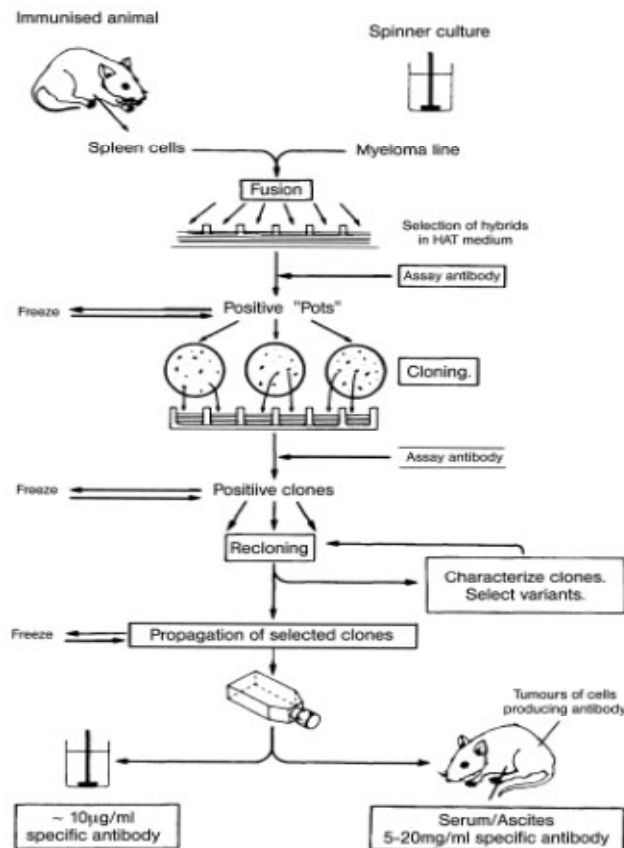 Immunised animal
Spinner culture
Spleen cells
Myeloma line
Fusion
Selection of hybrids
in HAT medium
Assay antibody
Freeze
Positive "Pots"
Cloning.
Assay antibody
Freeze
Positiive clones
Recloning
Characterize clones.
Select variants.
Freeze
Propagation of selected clones
Tumours of cells
producing antibody
~ 10µg/ml
specific antibody
Serum/Ascites
5-20mg/ml specific antibody